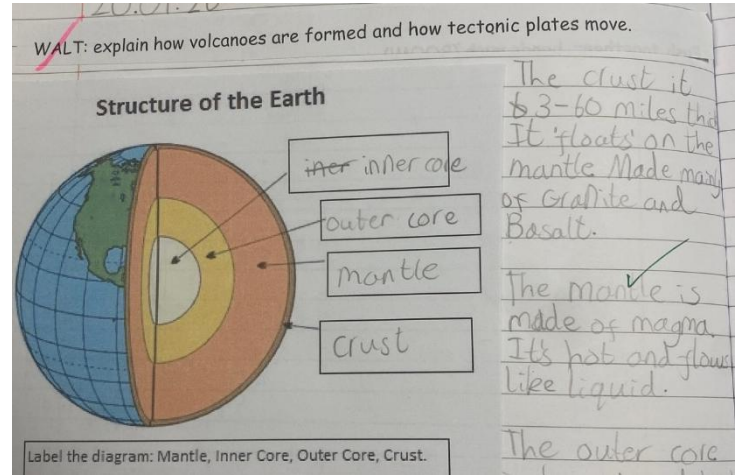 20.01.20
WALT: explain how volcanoes are formed and how tectonic plates move.
Structure of the Earth
iner inner core
outer core
mantle
crust
Label the diagram: Mantle, Inner Core, Outer Core, Crust.
The crust it
3-60 miles
It 'floats' on the
mantle Made
of Granite and
Basalt.
The mantle is
made of magma.
It's hot and flows
like liquid.
The outer core